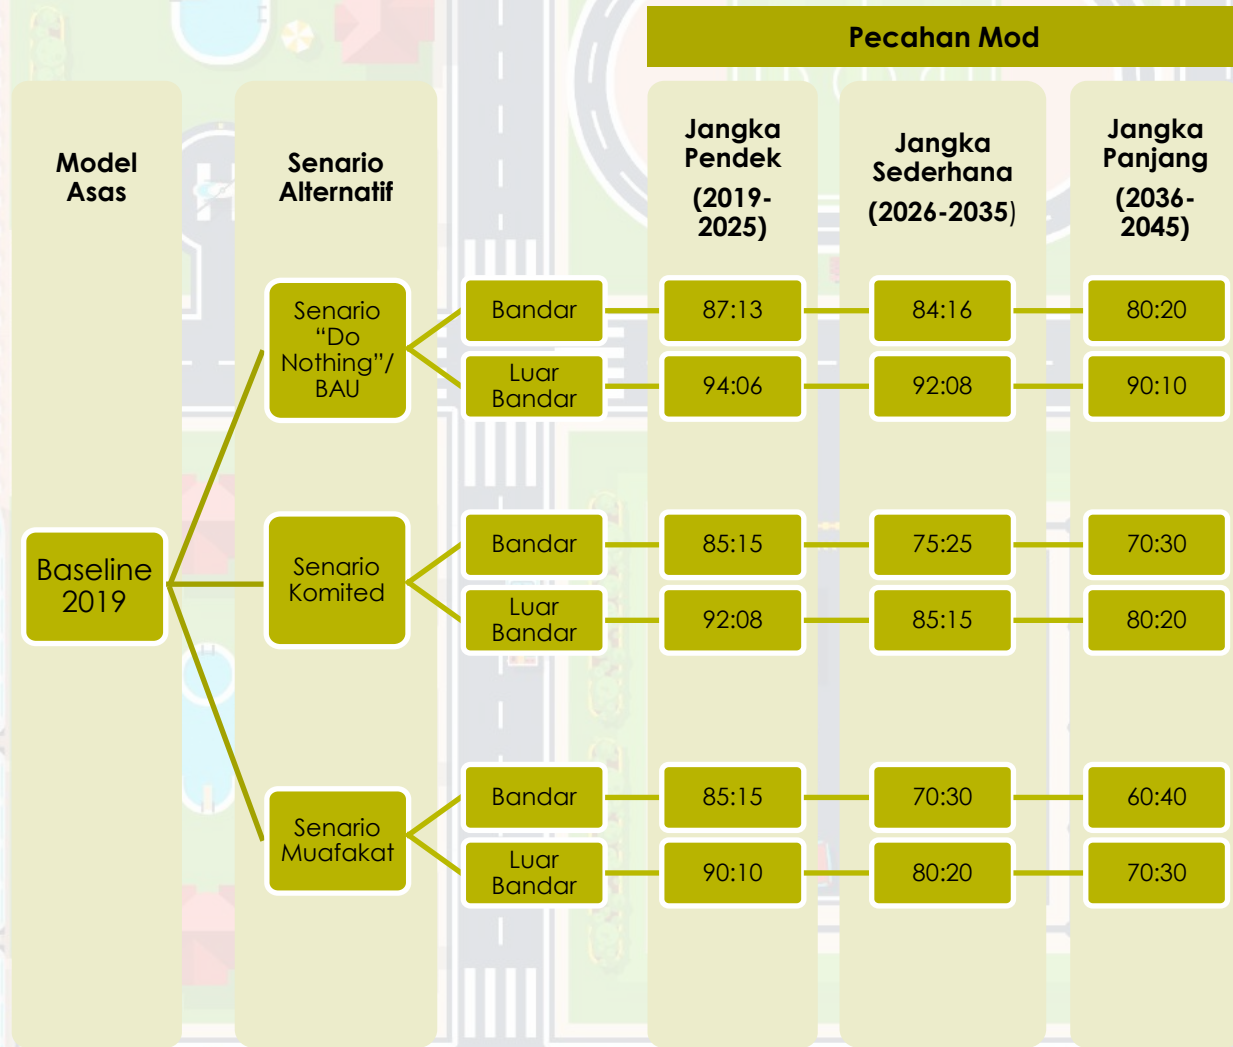 Pecahan Mod
Model
Asas
Senario
Alternatif
Jangka
Pendek
(2019-
2025)
Jangka
Sederhana
(2026-2035)
Jangka
Panjang
(2036-
2045)
Baseline
2019
Senario
“Do
Nothing”/
BAU
Bandar
87:13
84:16
80:20
Luar
Bandar
94:06
92:08
90:10
Senario
Komited
Bandar
85:15
75:25
70:30
Luar
Bandar
92:08
85:15
80:20
Senario
Muafakat
Bandar
85:15
70:30
60:40
Luar
Bandar
90:10
80:20
70:30